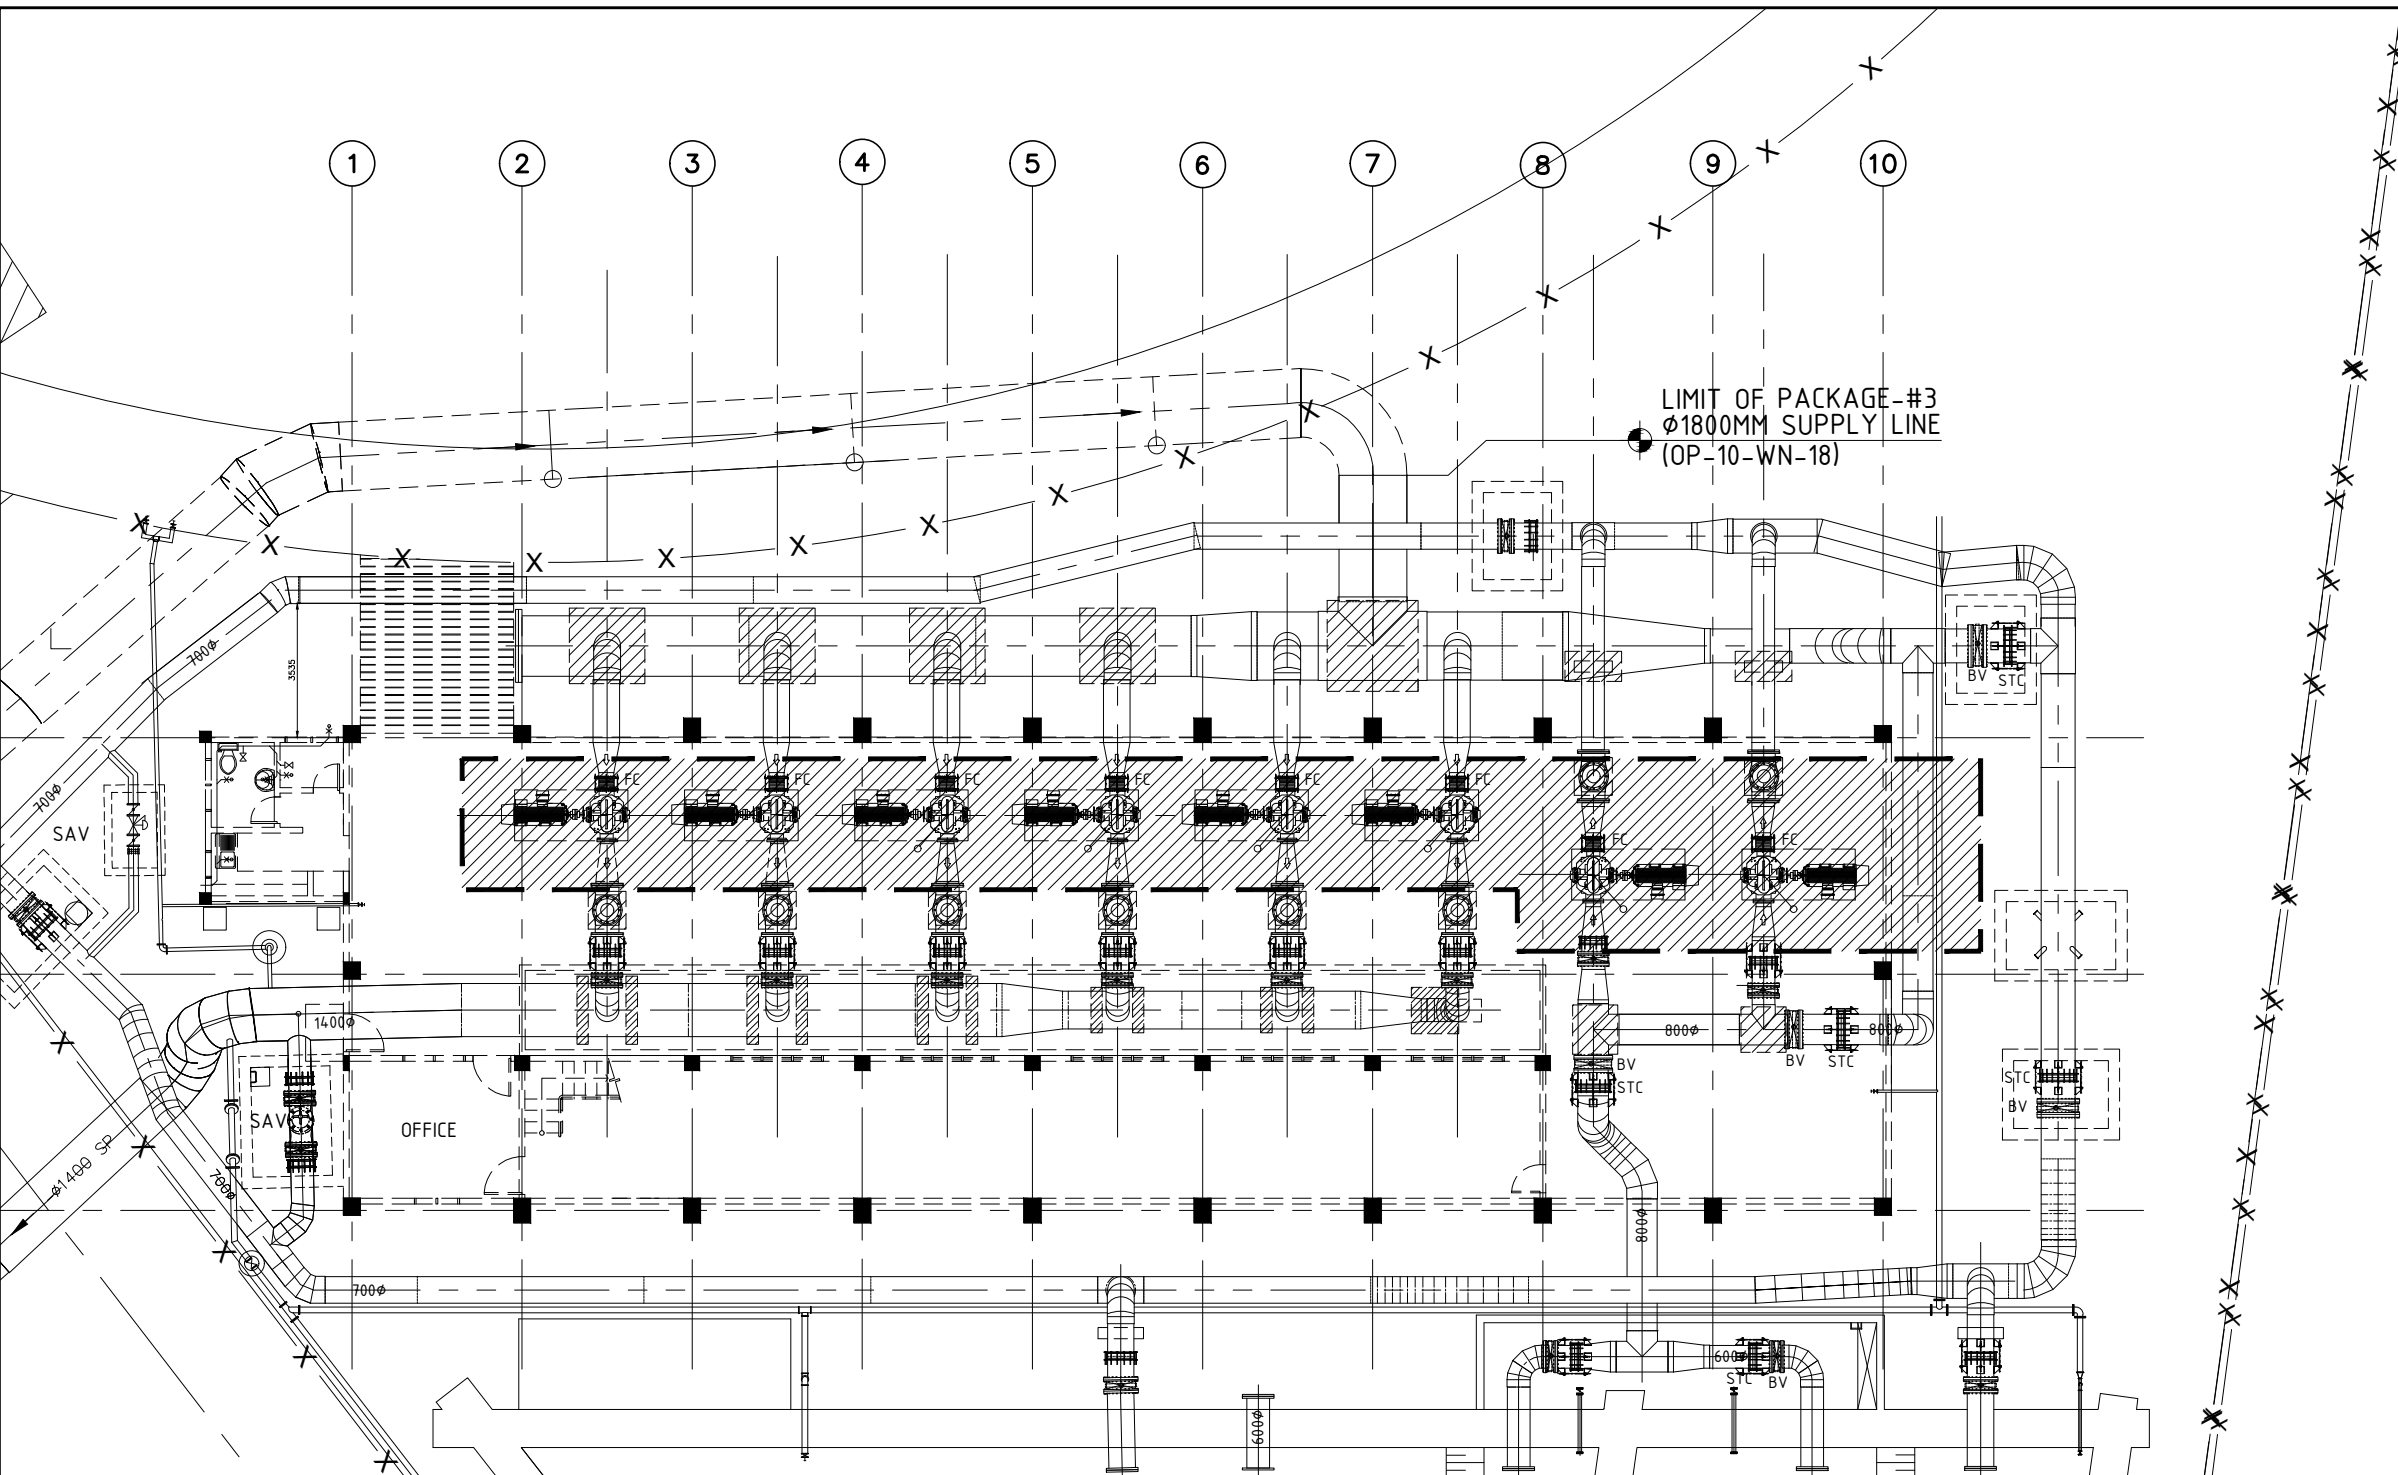 1
2
3
4
5
6
7
8
9
10
LIMIT OF PACKAGE-#3
Ø1800MM SUPPLY LINE
(OP-10-WN-18)
700Ø
3535
BV
STC
700Ø
SAV
FC
FC
FC
FC
FC
FC
FC
FC
1400Ø
800Ø
800Ø
BV
STC
BV
STC
STC
BV
SAV
OFFICE
Ø1400 SP
700Ø
800Ø
700Ø
600Ø
STC
BV
600Ø